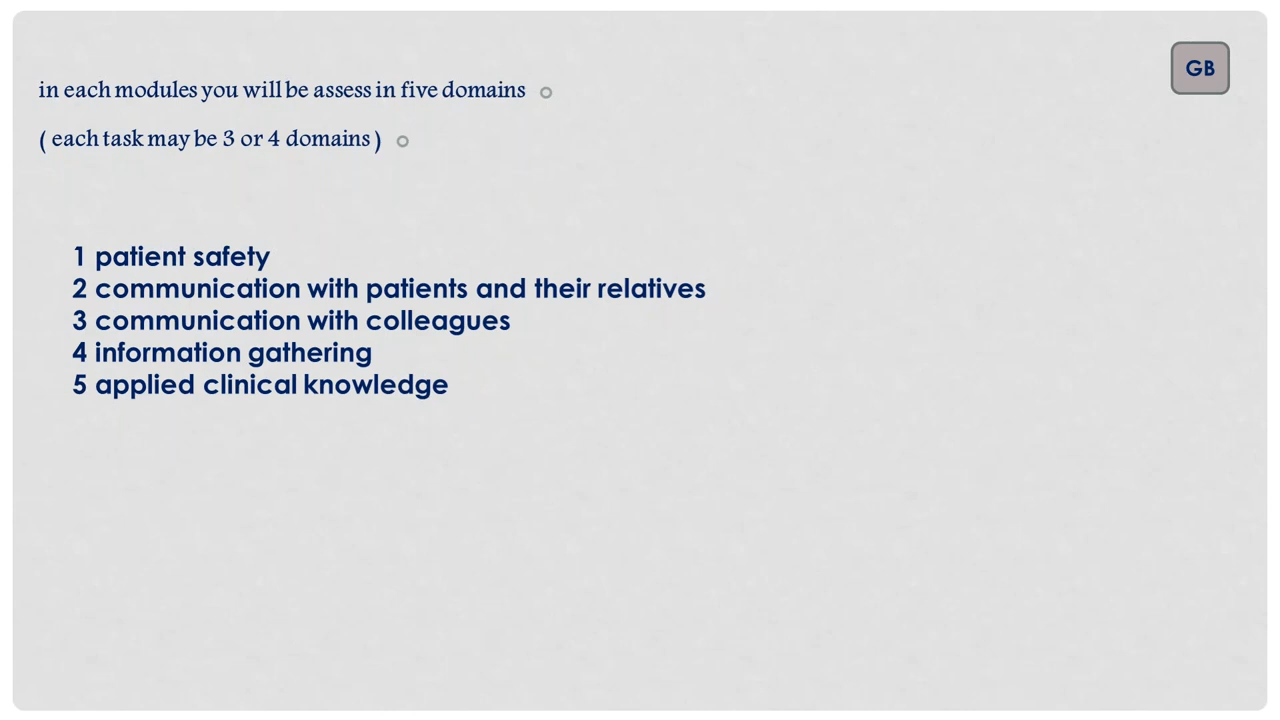 GB
in each modules you will be assess in five domains
( each task may be 3 or 4 domains )
1 patient safety
2 communication with patients and their relatives
3 communication with colleagues
4 information gathering
5 applied clinical knowledge